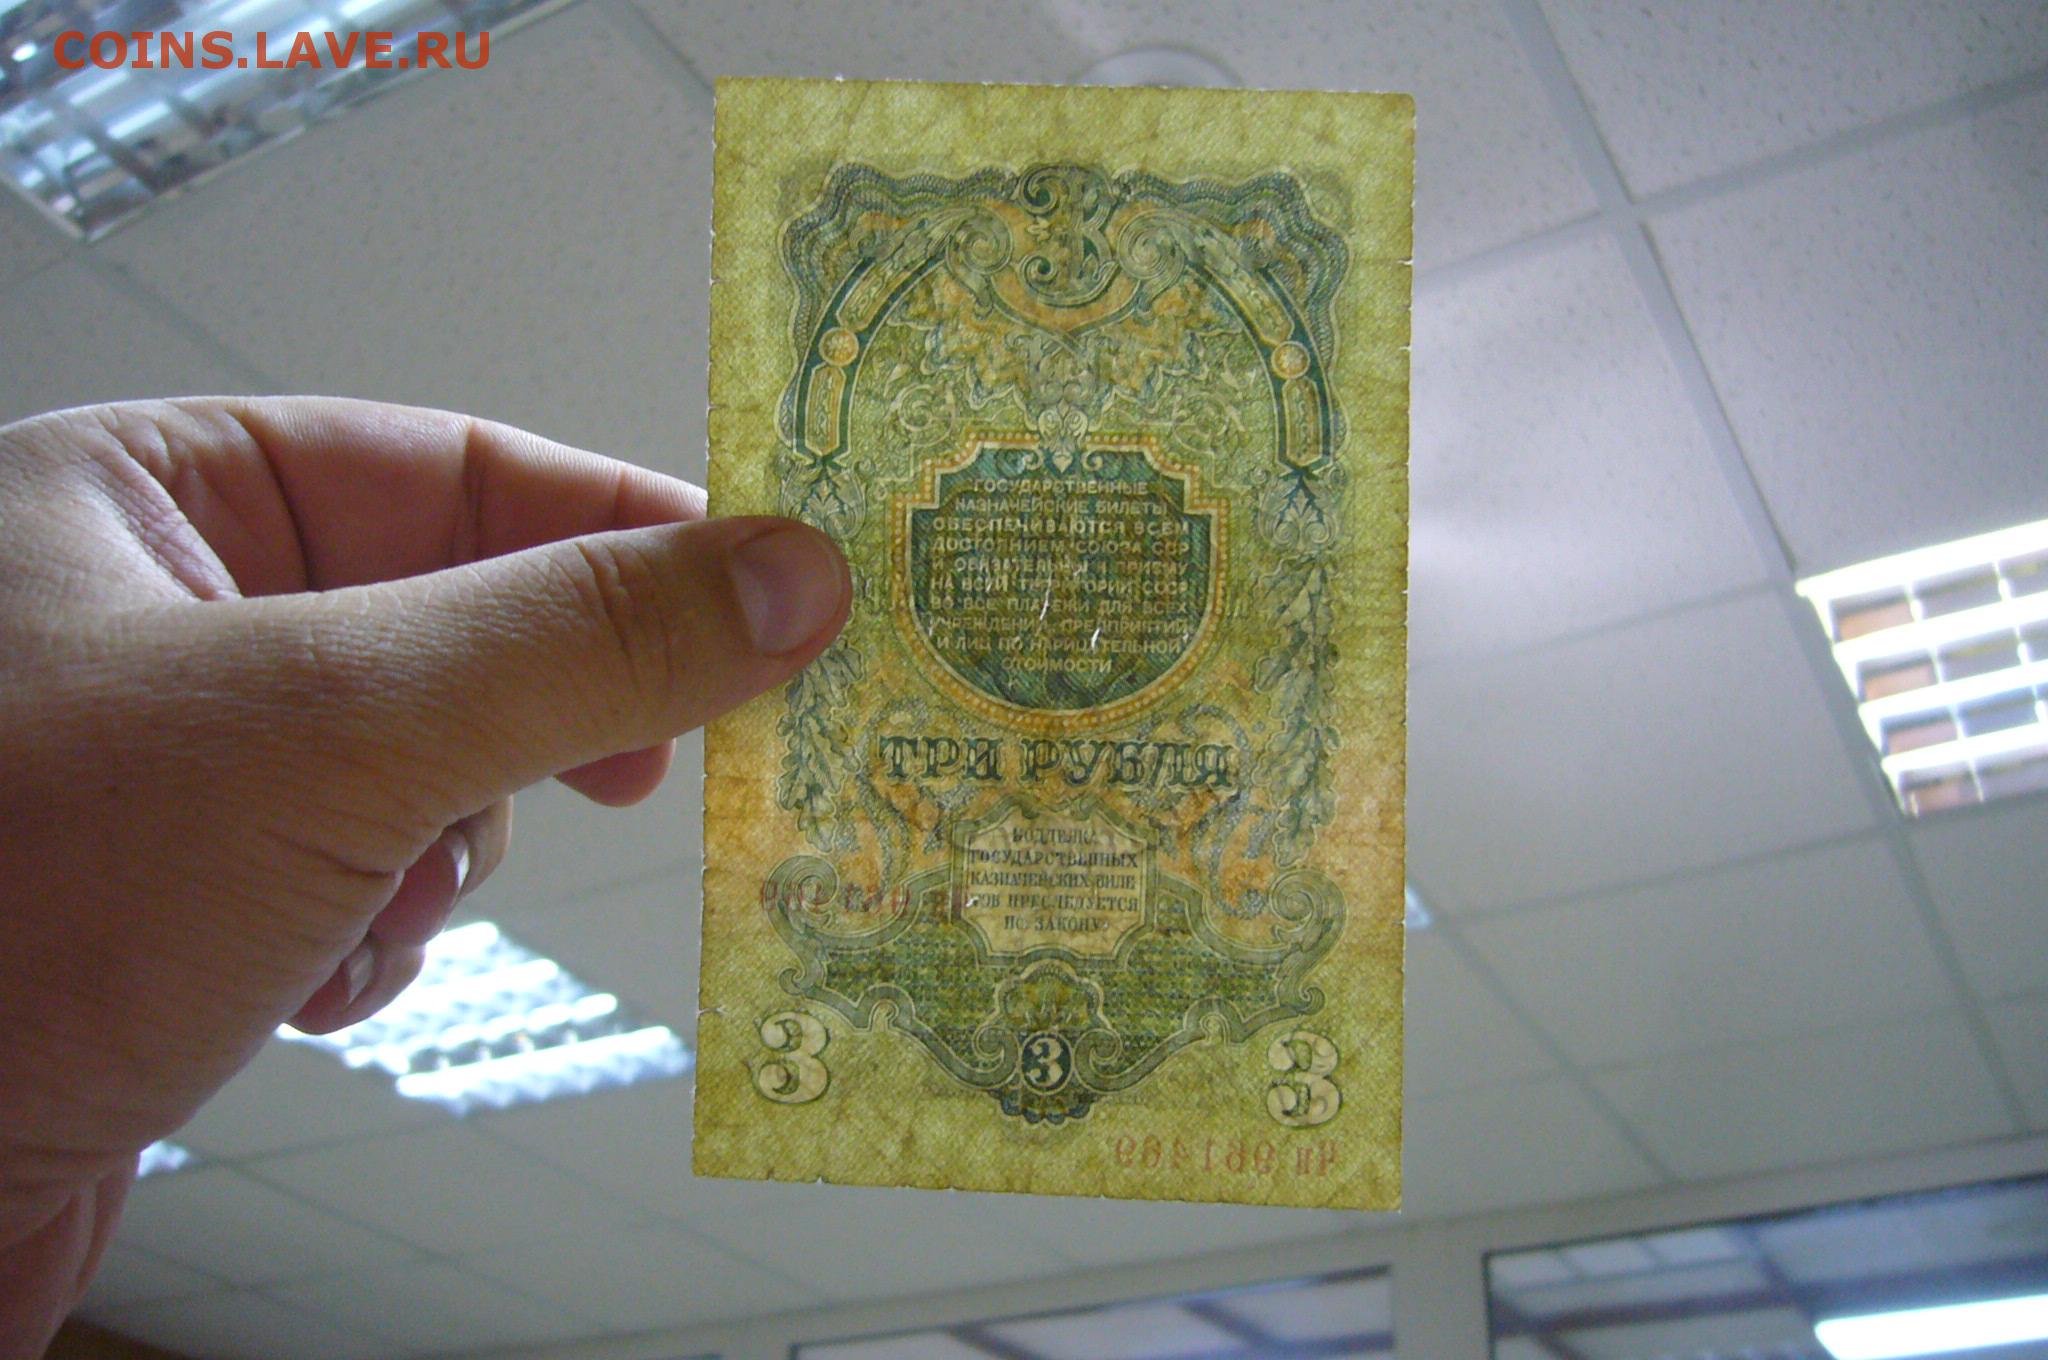 COINS.LAVE.RU
ГОСУДАРСТВЕННЫЕ
КАЗНАЧЕЙСКИЕ БИЛЕТЫ
ОБЕСПЕЧИВАЮТСЯ ВСЕМ
ДОСТОЯНИЕМ СОЮЗА ССР
И ОБЯЗАТЕЛЬНЫ К ПРИЕМУ
НА ВСЕЙ ТЕРРИТОРИИ СССР
ВО ВСЕ ПЛАТЕЖИ ДЛЯ ВСЕХ
УЧРЕЖДЕНИЙ, ПРЕДПРИЯТИЙ
И ЛИЦ ПО НАРИЦАТЕЛЬНОЙ
СТОИМОСТИ
ТРИ РУБЛЯ
ПОДДЕЛКА
ГОСУДАРСТВЕННЫХ
КАЗНАЧЕЙСКИХ БИЛЕ
ТОВ ПРЕСЛЕДУЕТСЯ
ПО ЗАКОНУ
3 3 3